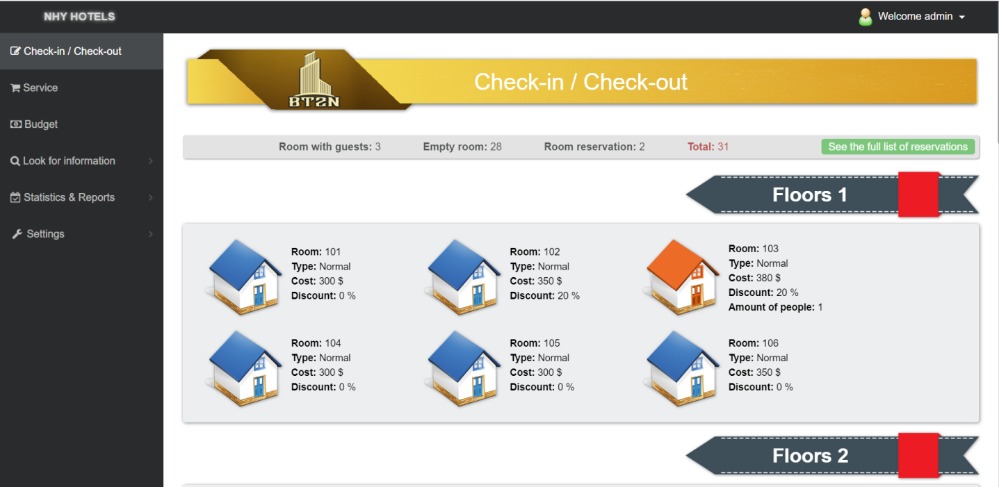 NHY HOTELS
Welcome admin
Check-in / Check-out
Service
Budget
Look for information
Statistics & Reports
Settings
BT2N
Check-in / Check-out
Room with guests: 3 Empty room: 28 Room reservation: 2 Total: 31 See the full list of reservations
Floors 1
Room: 101
Type: Normal
Cost: 300 $
Discount: 0 %
Room: 102
Type: Normal
Cost: 350 $
Discount: 20 %
Room: 103
Type: Normal
Cost: 380 $
Discount: 20 %
Amount of people: 1
Room: 104
Type: Normal
Cost: 300 $
Discount: 0 %
Room: 105
Type: Normal
Cost: 300 $
Discount: 0 %
Room: 106
Type: Normal
Cost: 350 $
Discount: 0 %
Floors 2